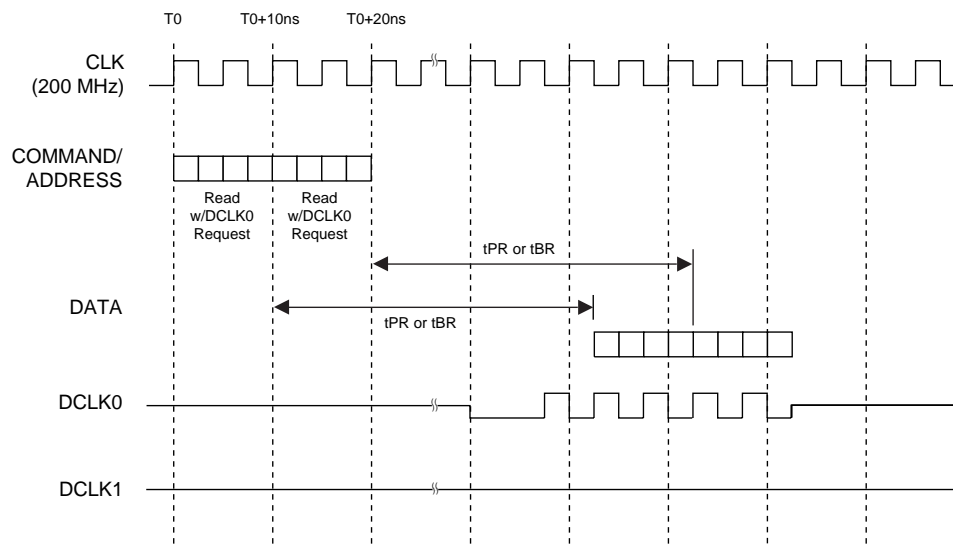 T0 T0+10ns T0+20ns
CLK
(200 MHz)
COMMAND/
ADDRESS
Read
w/DCLK0
Request
Read
w/DCLK0
Request
tPR or tBR
DATA
tPR or tBR
DCLK0
DCLK1